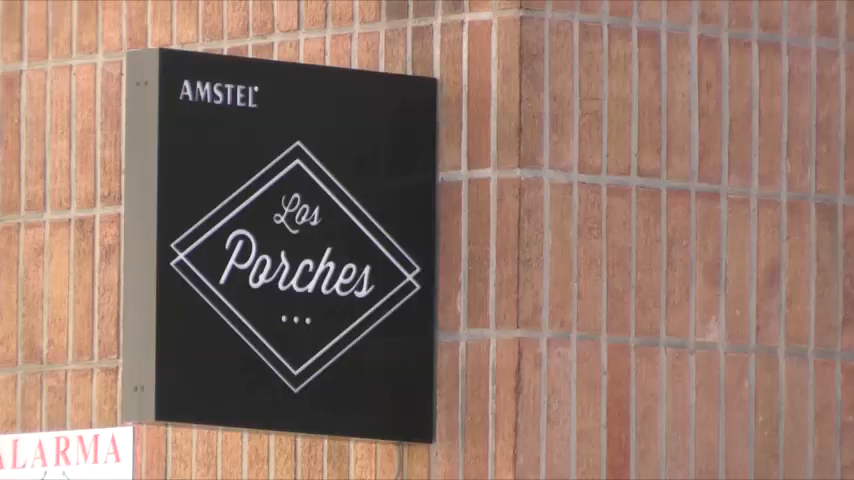 AMSTEL
Los
Porches
...
ALARMA